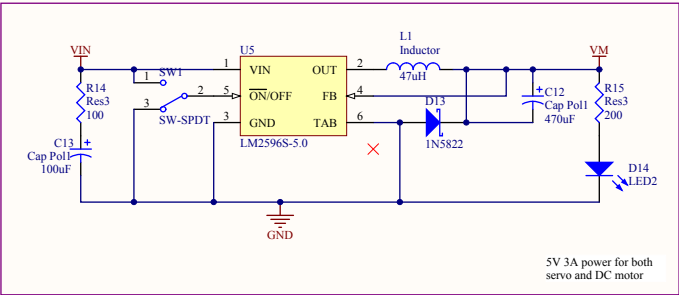 VIN
R14
Res3
100
C13
Cap Pol1
100uF
SW1
1
2
3
SW-SPDT
U5
1
VIN
OUT
2
5
ON/OFF
FB
4
3
GND
TAB
6
LM2596S-5.0
L1
Inductor
47uH
D13
1N5822
VM
C12
Cap Pol1
470uF
R15
Res3
200
D14
LED2
GND
5V 3A power for both
servo and DC motor